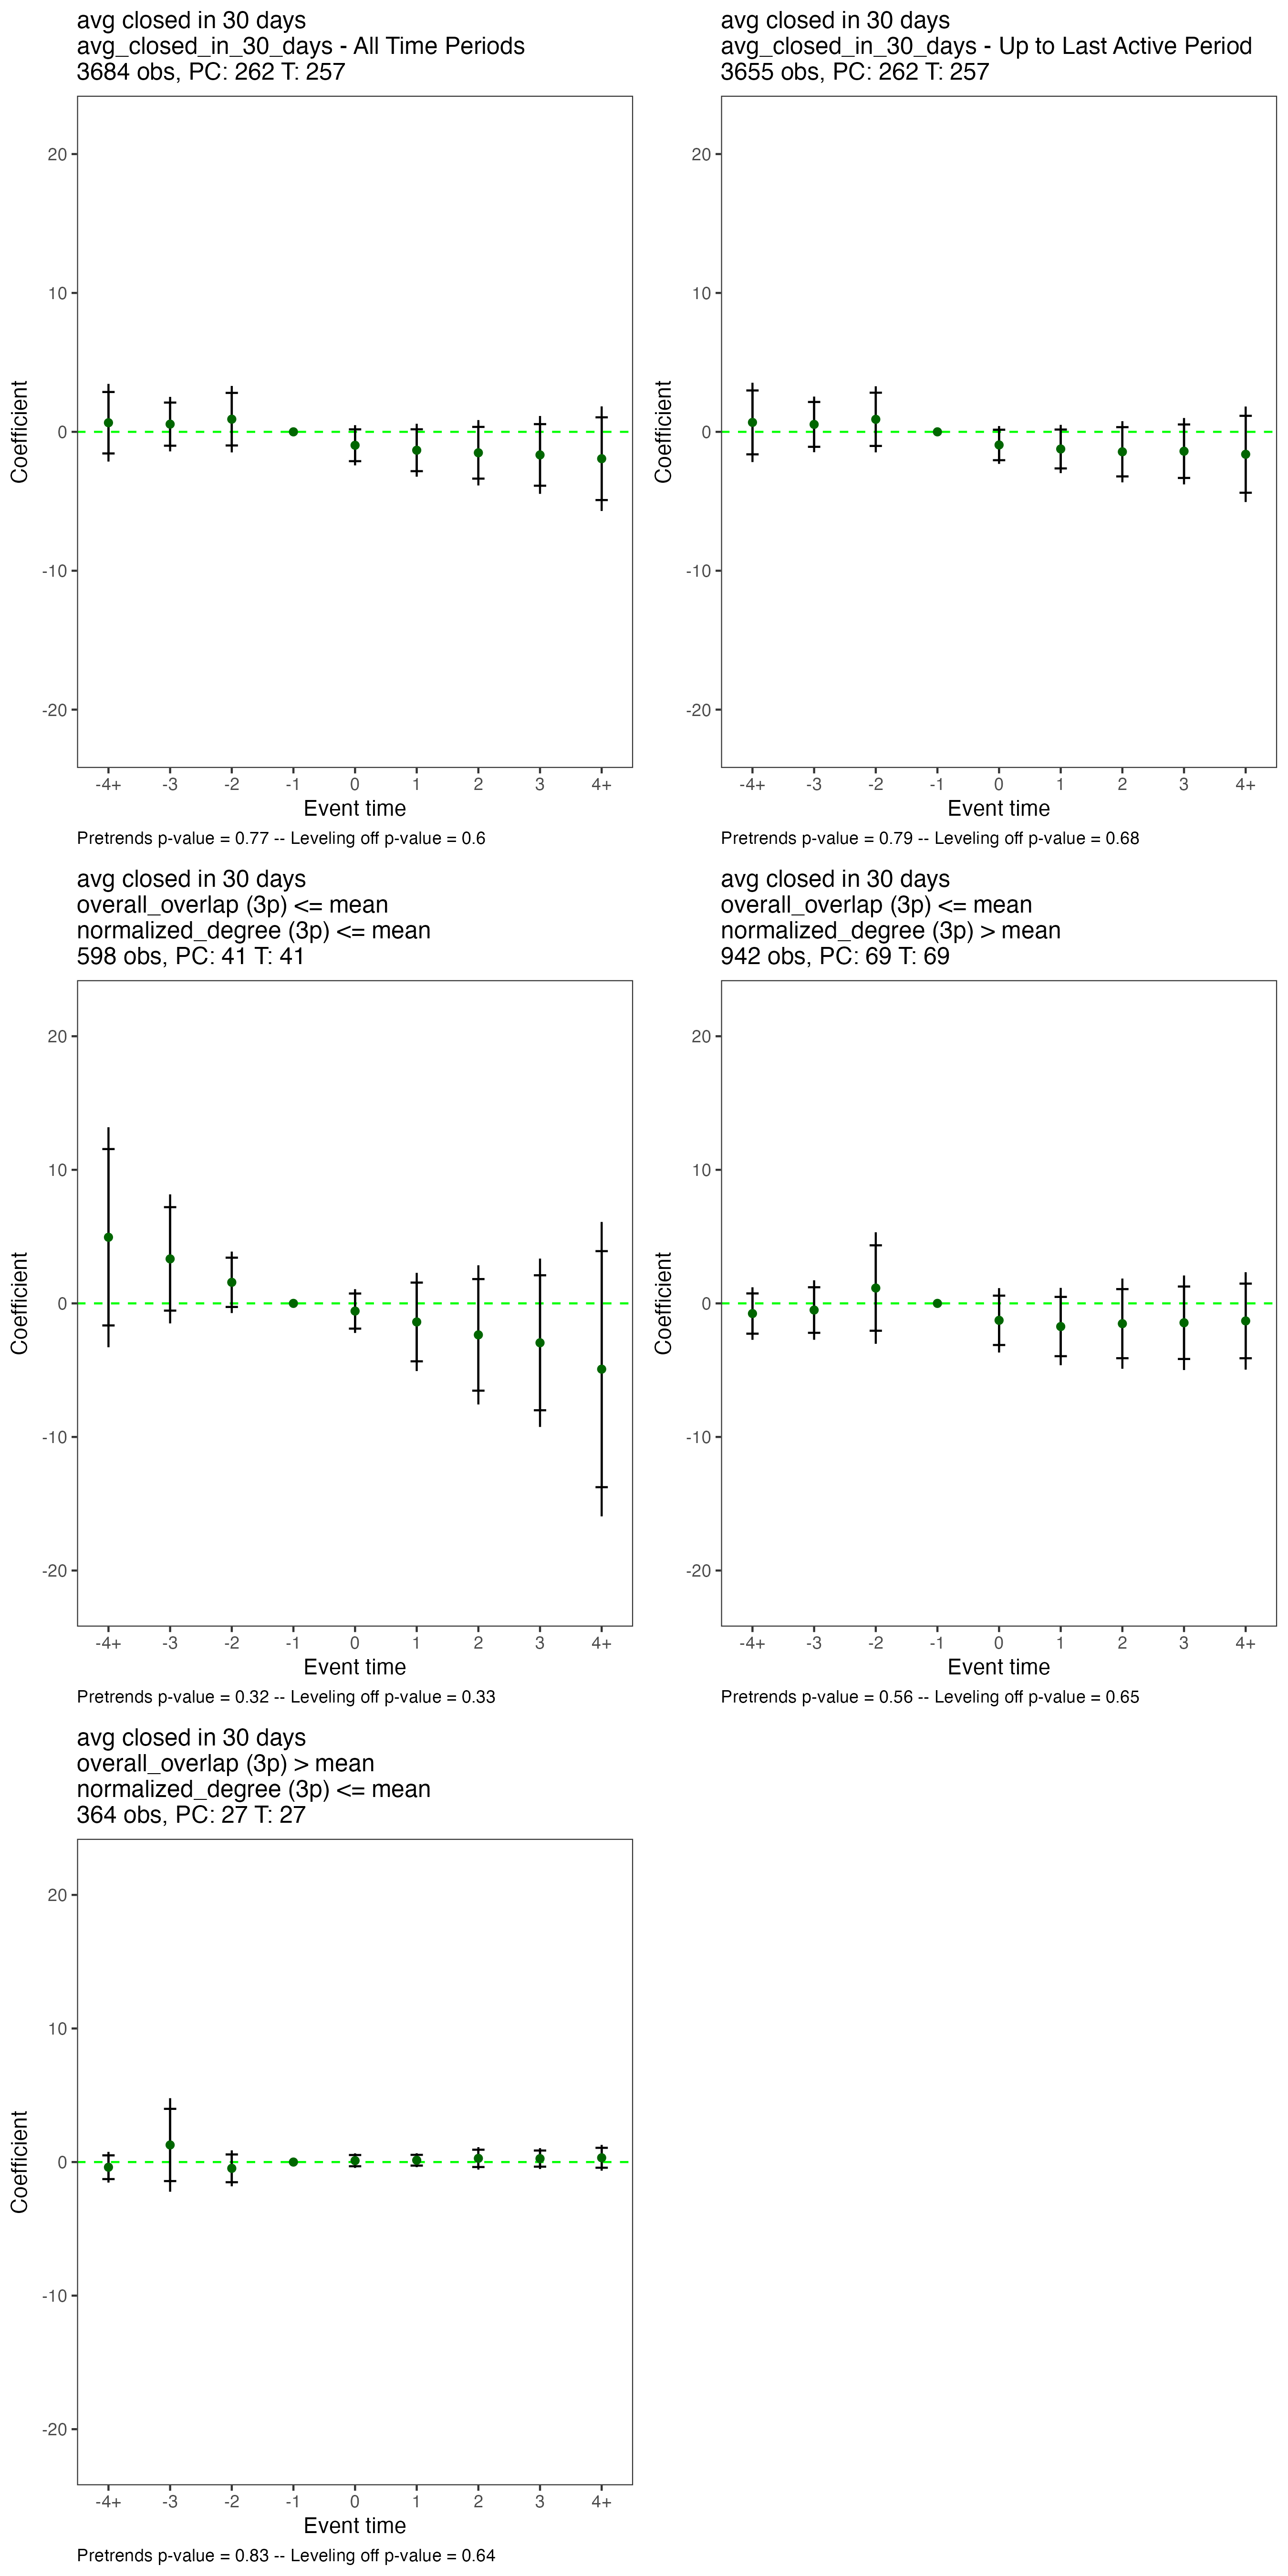 avg closed in 30 days
avg_closed_in_30_days - All Time Periods
3684 obs, PC: 262 T: 257
20
10
0
-10
-20
Coefficient
-4+ -3 -2 -1 0 1 2 3 4+
Event time
Pretrends p-value = 0.77 -- Leveling off p-value = 0.6
avg closed in 30 days
avg_closed_in_30_days - Up to Last Active Period
3655 obs, PC: 262 T: 257
20
10
0
-10
-20
Coefficient
-4+ -3 -2 -1 0 1 2 3 4+
Event time
Pretrends p-value = 0.79 -- Leveling off p-value = 0.68
avg closed in 30 days
overall_overlap (3p) <= mean
normalized_degree (3p) <= mean
598 obs, PC: 41 T: 41
20
10
0
-10
-20
Coefficient
-4+ -3 -2 -1 0 1 2 3 4+
Event time
Pretrends p-value = 0.32 -- Leveling off p-value = 0.33
avg closed in 30 days
overall_overlap (3p) <= mean
normalized_degree (3p) > mean
942 obs, PC: 69 T: 69
20
10
0
-10
-20
Coefficient
-4+ -3 -2 -1 0 1 2 3 4+
Event time
Pretrends p-value = 0.56 -- Leveling off p-value = 0.65
avg closed in 30 days
overall_overlap (3p) > mean
normalized_degree (3p) <= mean
364 obs, PC: 27 T: 27
20
10
0
-10
-20
Coefficient
-4+ -3 -2 -1 0 1 2 3 4+
Event time
Pretrends p-value = 0.83 -- Leveling off p-value = 0.64